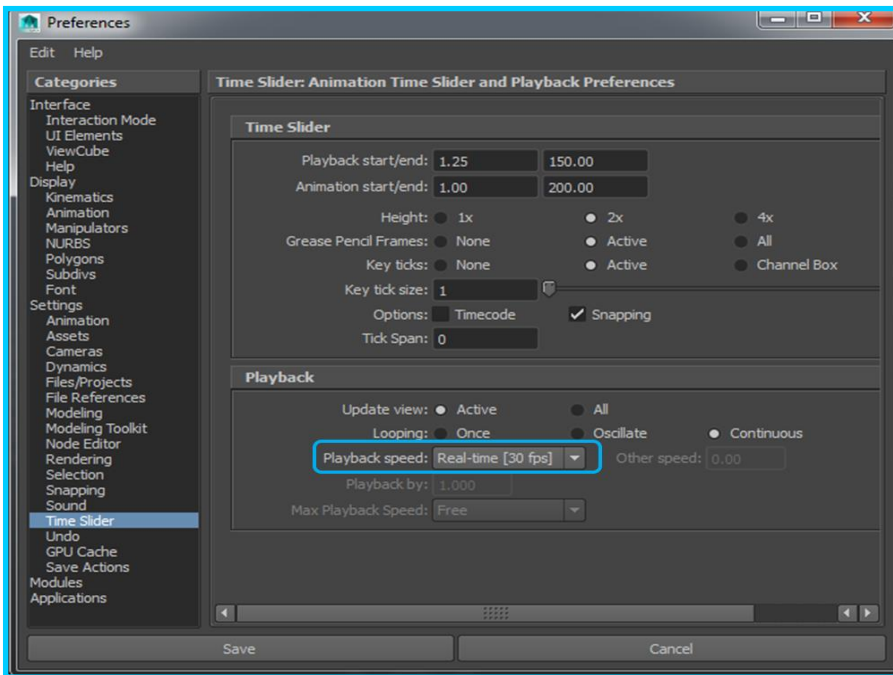 Preferences
Edit Help
Categories
Interface
Interaction Mode
UI Elements
ViewCube
Help
Display
Kinematics
Animation
Manipulators
NURBS
Polygons
Subdivs
Font
Settings
Animation
Assets
Cameras
Dynamics
Files/Projects
File References
Modeling
Modeling Toolkit
Node Editor
Rendering
Selection
Snapping
Sound
Time Slider
Undo
GPU Cache
Save Actions
Modules
Applications
Time Slider: Animation Time Slider and Playback Preferences
Time Slider
Playback start/end: 1.25 150.00
Animation start/end: 1.00 200.00
Height: 1x 2x 4x
Grease Pencil Frames: None Active All
Key ticks: None Active Channel Box
Key tick size: 1
Options: Timecode Snapping
Tick Span: 0
Playback
Update view: Active All
Looping: Once Oscillate Continuous
Playback speed: Real-time [30 fps] Other speed: 0.00
Playback by: 1.000
Max Playback Speed: Free
Save Cancel